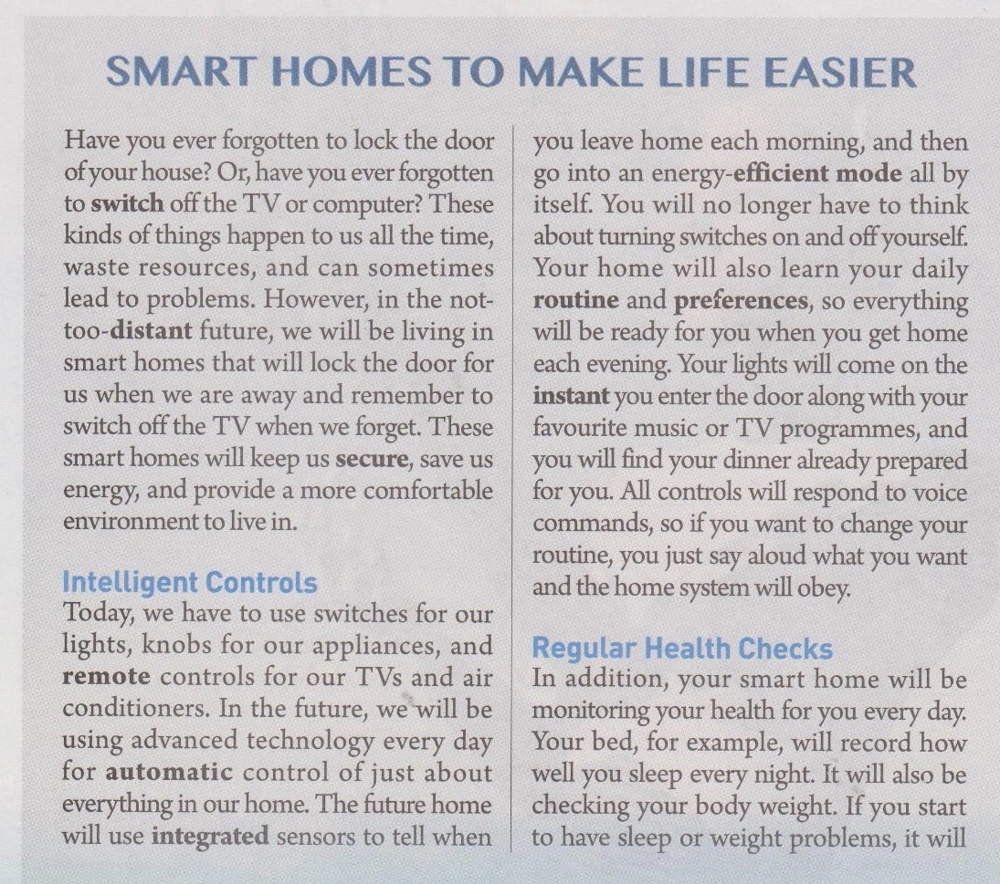 SMART HOMES TO MAKE LIFE EASIER
Have you ever forgotten to lock the door
of your house? Or, have you ever forgotten
to switch off the TV or computer? These
kinds of things happen to us all the time,
waste resources, and can sometimes
lead to problems. However, in the not-
too-distant future, we will be living in
smart homes that will lock the door for
us when we are away and remember to
switch off the TV when we forget. These
smart homes will keep us secure, save us
energy, and provide a more comfortable
environment to live in.
Intelligent Controls
Today, we have to use switches for our
lights, knobs for our appliances, and
remote controls for our TVs and air
conditioners. In the future, we will be
using advanced technology every day
for automatic control of just about
everything in our home. The future home
will use integrated sensors to tell when
you leave home each morning, and then
go into an energy-efficient mode all by
itself. You will no longer have to think
about turning switches on and off yourself.
Your home will also learn your daily
routine and preferences, so everything
will be ready for you when you get home
each evening. Your lights will come on the
instant you enter the door along with your
favourite music or TV programmes, and
you will find your dinner already prepared
for you. All controls will respond to voice
commands, so if you want to change your
routine, you just say aloud what you want
and the home system will obey.
Regular Health Checks
In addition, your smart home will be
monitoring your health for you every day.
Your bed, for example, will record how
well you sleep every night. It will also be
checking your body weight. If you start
to have sleep or weight problems, it will